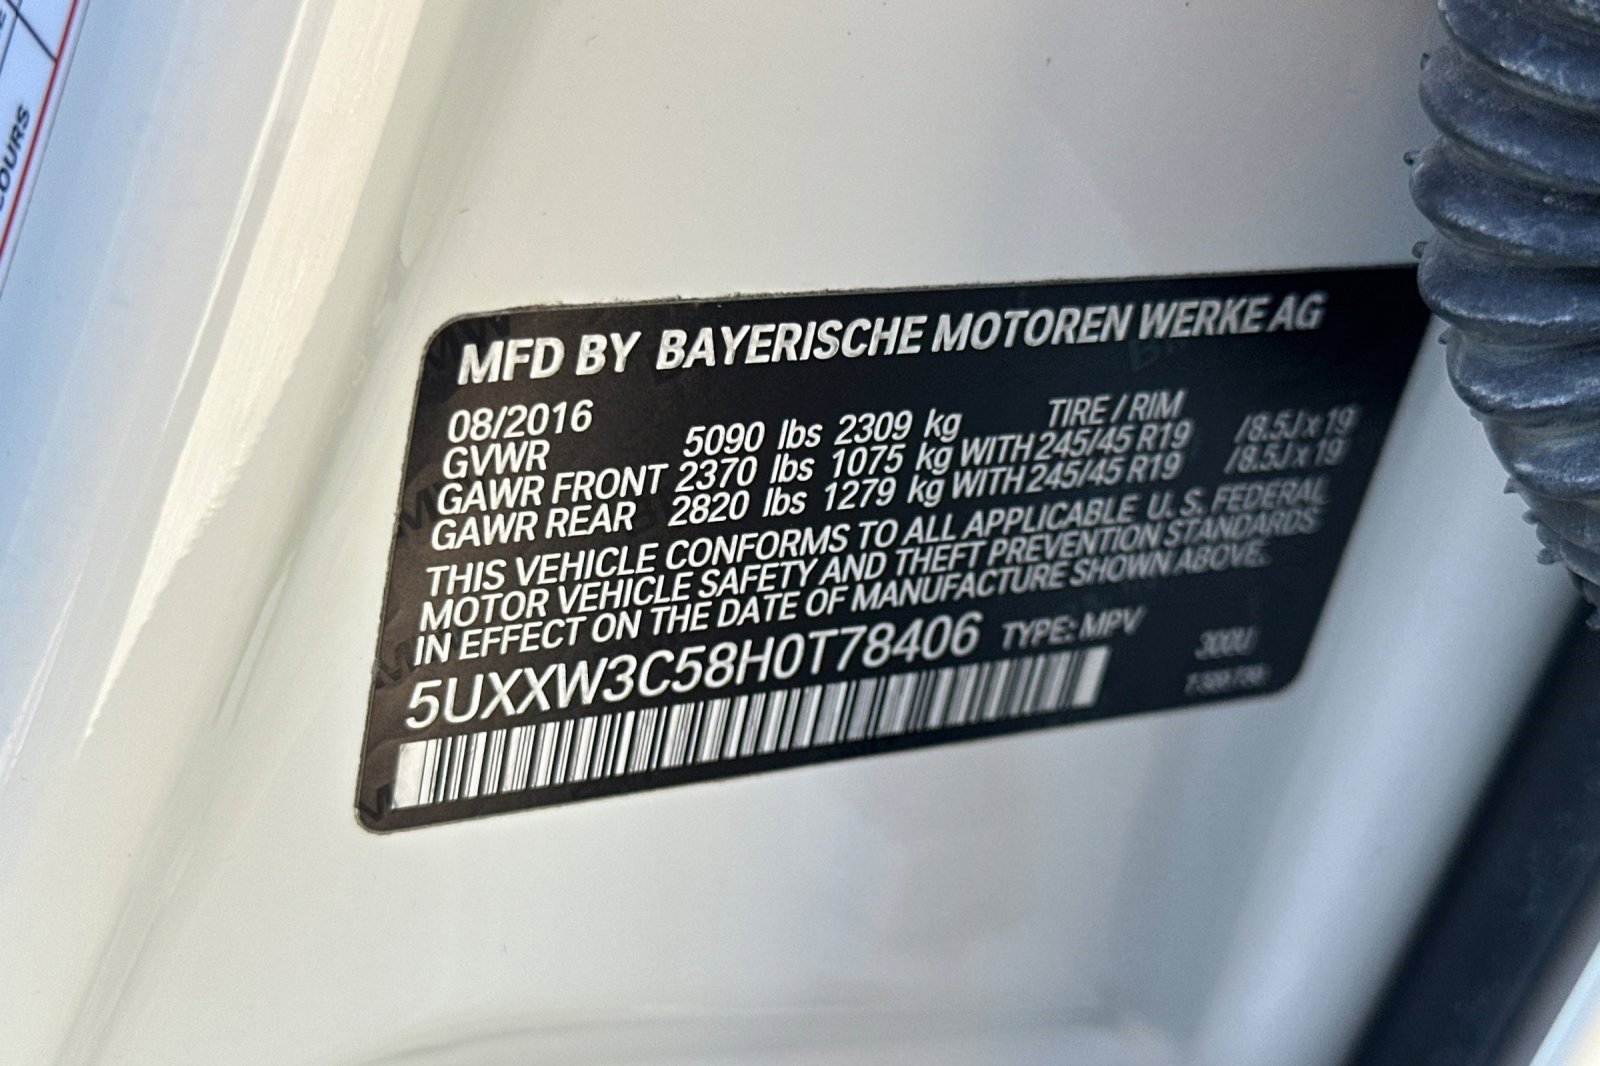 COURS
MFD BY BAYERISCHE MOTOREN WERKE AG
08/2016 TIRE / RIM
GVWR 5090 lbs 2309 kg
GAWR FRONT 2370 lbs 1075 kg WITH 245/45 R19 /8.5J x 19
GAWR REAR 2820 lbs 1279 kg WITH 245/45 R19 /8.5J x 19
THIS VEHICLE CONFORMS TO ALL APPLICABLE U. S. FEDERAL
MOTOR VEHICLE SAFETY AND THEFT PREVENTION STANDARDS
IN EFFECT ON THE DATE OF MANUFACTURE SHOWN ABOVE.
5UXXW3C58H0T78406 TYPE: MPV 300U